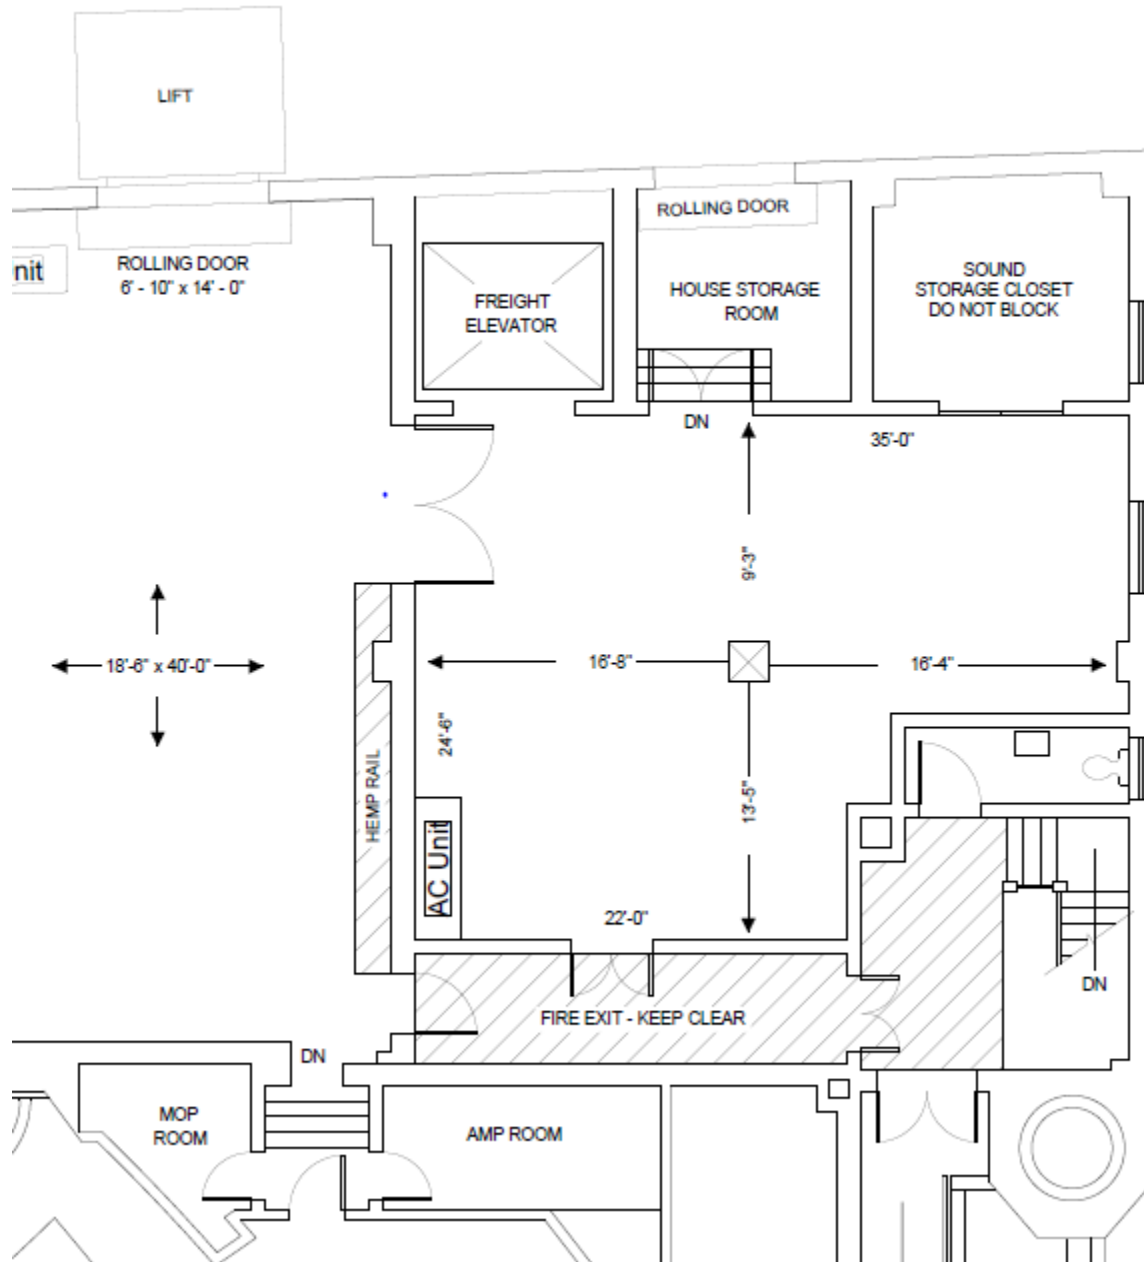 LIFT
ROLLING DOOR
6' - 10" x 14' - 0"
nit
FREIGHT
ELEVATOR
ROLLING DOOR
HOUSE STORAGE
ROOM
SOUND
STORAGE CLOSET
DO NOT BLOCK
DN
35'-0"
9'-3"
18'-6" x 40'-0"
16'-8"
16'-4"
24'-6"
HEMP RAIL
13'-5"
AC Unit
22'-0"
FIRE EXIT - KEEP CLEAR
DN
DN
MOP
ROOM
AMP ROOM